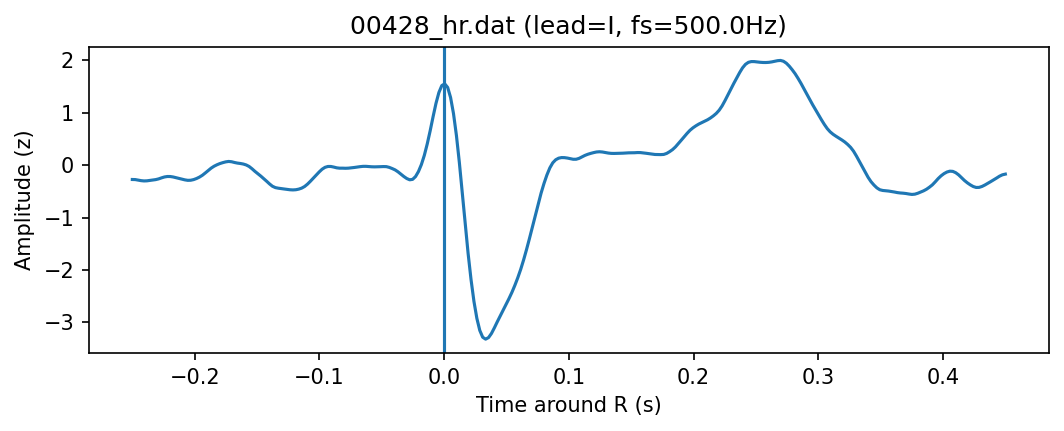 00428_hr.dat (lead=I, fs=500.0Hz)
Amplitude (z)
2
1
0
−1
−2
−3
−0.2 −0.1 0.0 0.1 0.2 0.3 0.4
Time around R (s)